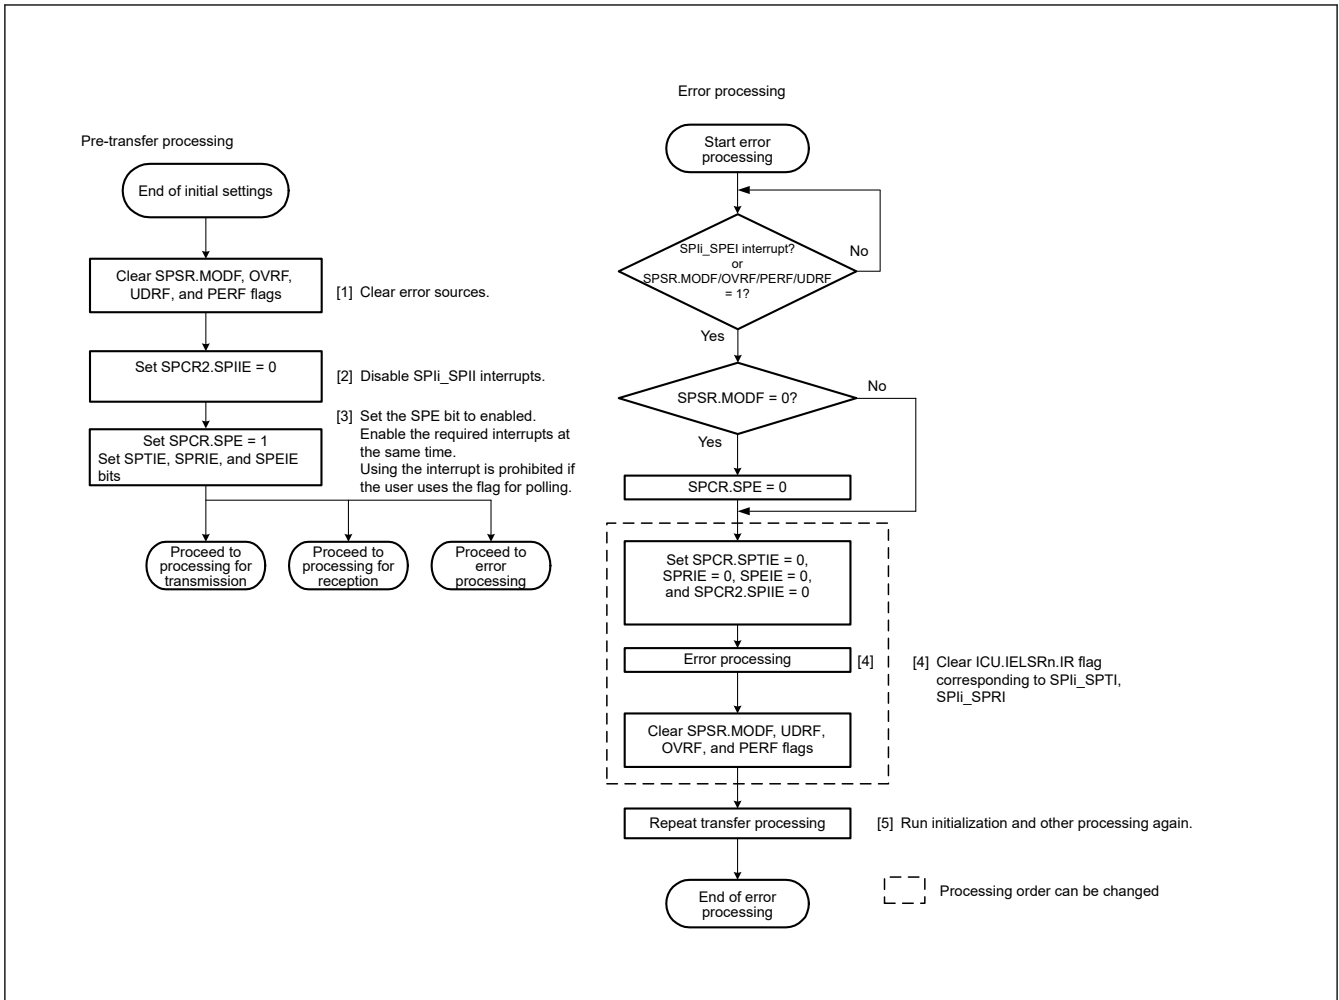 Pre-transfer processing
End of initial settings
Clear SPSR.MODF, OVRF,
UDRF, and PERF flags
[1] Clear error sources.
Set SPCR2.SPIIE = 0
[2] Disable SPIi_SPII interrupts.
Set SPCR.SPE = 1
Set SPTIE, SPRIE, and SPEIE
bits
[3] Set the SPE bit to enabled.
Enable the required interrupts at
the same time.
Using the interrupt is prohibited if
the user uses the flag for polling.
Proceed to
processing for
transmission
Proceed to
processing for
reception
Proceed to
error
processing
Error processing
Start error
processing
SPIi_SPEI interrupt?
or
SPSR.MODF/OVRF/PERF/UDRF
= 1?
No
Yes
SPSR.MODF = 0?
No
Yes
SPCR.SPE = 0
Set SPCR.SPTIE = 0,
SPRIE = 0, SPEIE = 0,
and SPCR2.SPIIE = 0
Error processing
[4]
[4] Clear ICU.IELSRn.IR flag
corresponding to SPIi_SPTI,
SPIi_SPRI
Clear SPSR.MODF, UDRF,
OVRF, and PERF flags
Repeat transfer processing
[5] Run initialization and other processing again.
End of error
processing
Processing order can be changed